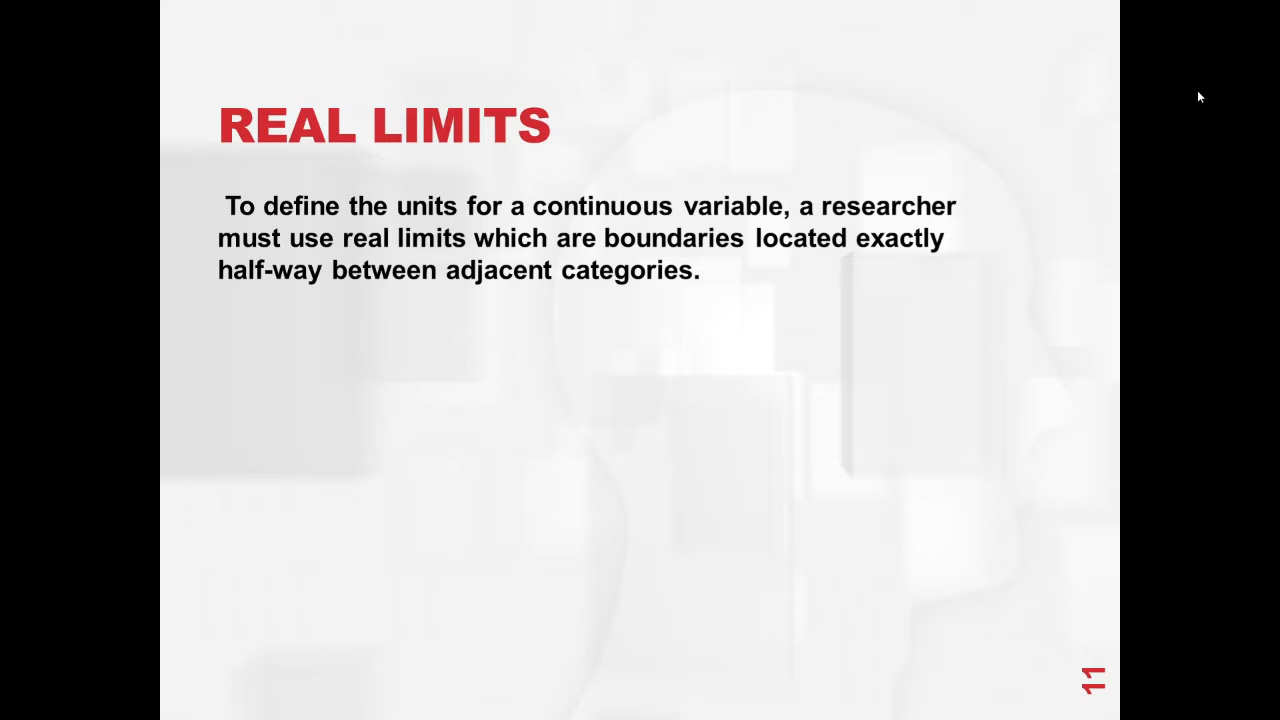 REAL LIMITS
To define the units for a continuous variable, a researcher
must use real limits which are boundaries located exactly
half-way between adjacent categories.
11